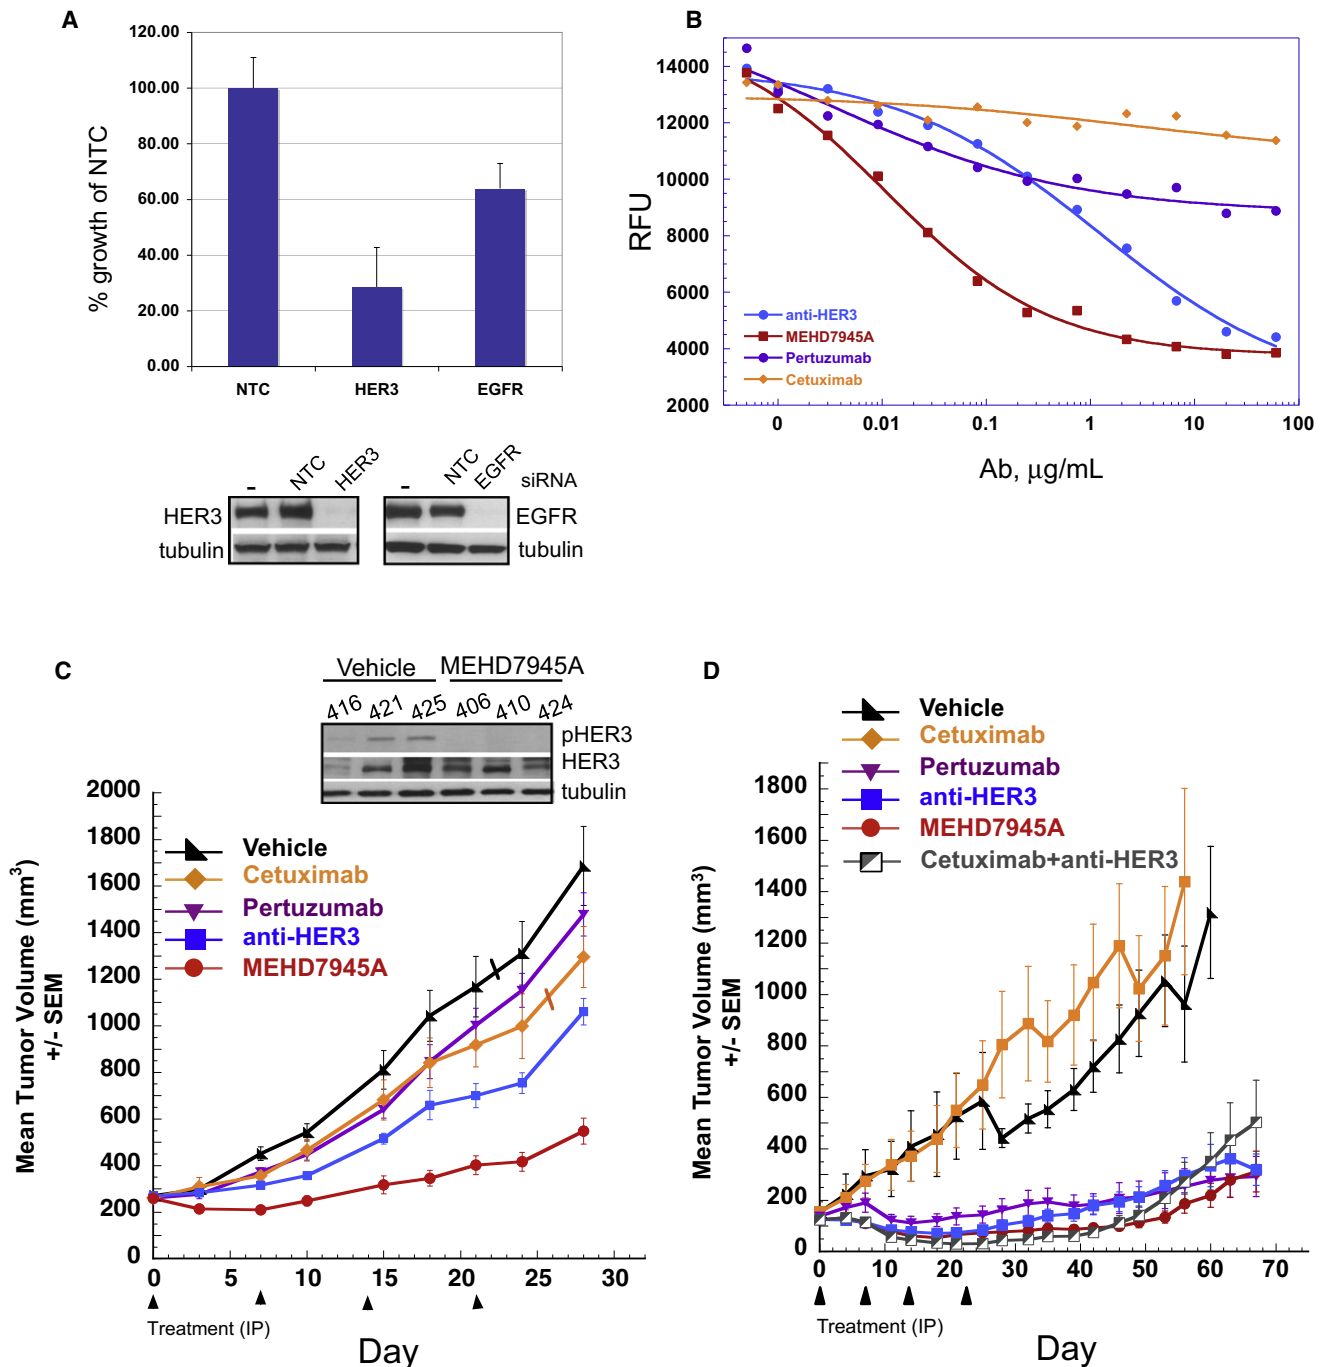 A
120.00
100.00
80.00
60.00
40.00
20.00
0.00
% growth of NTC
NTC HER3 EGFR
- NTC HER3
- NTC EGFR siRNA
HER3
tubulin
EGFR
tubulin
B
14000
12000
10000
8000
6000
4000
2000
RFU
anti-HER3
MEHD7945A
Pertuzumab
Cetuximab
0 0.01 0.1 1 10 100
Ab, µg/mL
C
Vehicle MEHD7945A
416 421 425 406 410 424
pHER3
HER3
tubulin
2000
1800
1600
1400
1200
1000
800
600
400
200
0
Mean Tumor Volume (mm³)
+/- SEM
Vehicle
Cetuximab
Pertuzumab
anti-HER3
MEHD7945A
0 5 10 15 20 25 30
Treatment (IP)
Day
D
Vehicle
Cetuximab
Pertuzumab
anti-HER3
MEHD7945A
Cetuximab+anti-HER3
1800
1600
1400
1200
1000
800
600
400
200
0
Mean Tumor Volume (mm³)
+/- SEM
0 10 20 30 40 50 60 70
Treatment (IP)
Day